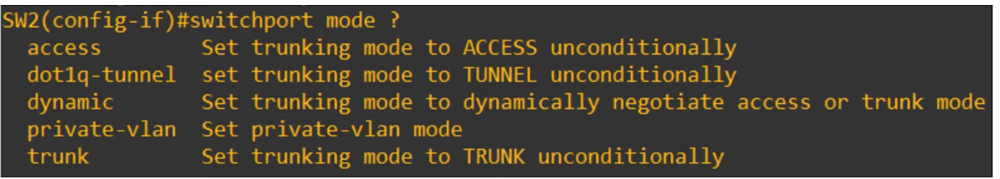 SW2(config-if)#switchport mode ?
  access        Set trunking mode to ACCESS unconditionally
  dot1q-tunnel  set trunking mode to TUNNEL unconditionally
  dynamic       Set trunking mode to dynamically negotiate access or trunk mode
  private-vlan  Set private-vlan mode
  trunk         Set trunking mode to TRUNK unconditionally